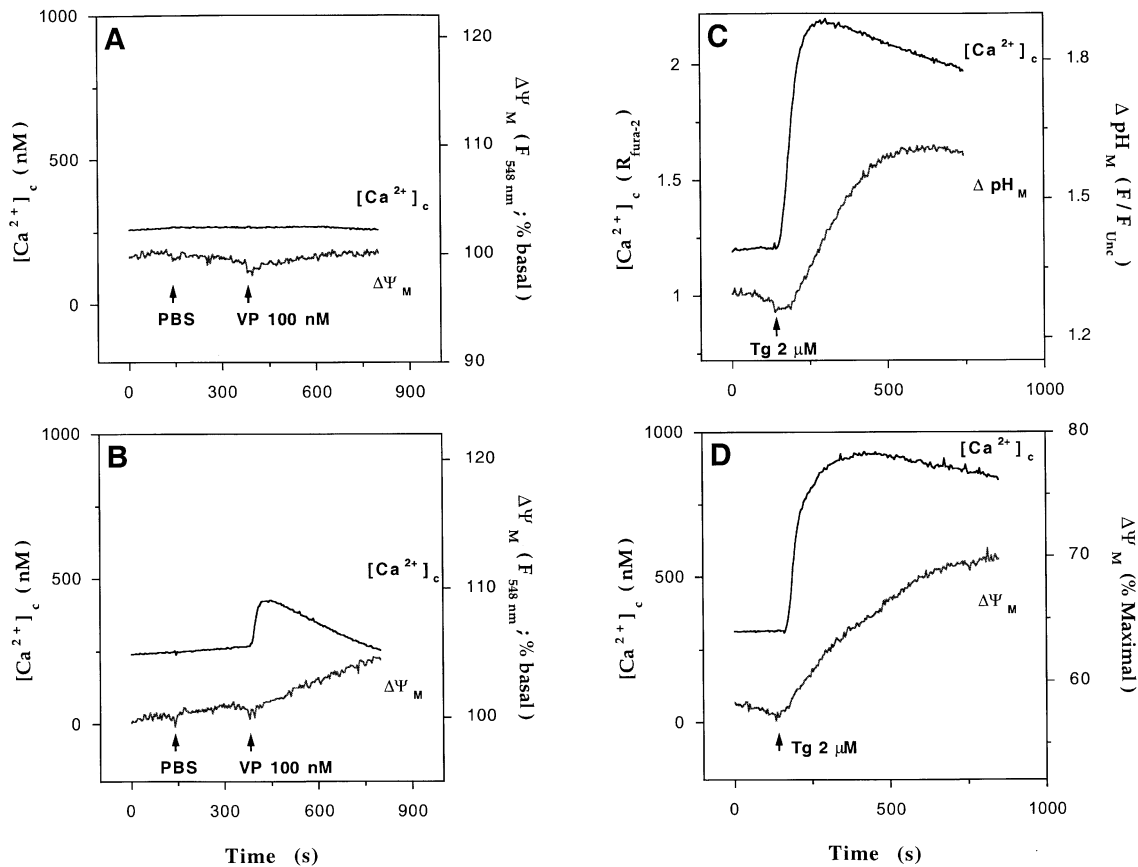 A
1000
500
0
[Ca²⁺]c (nM)
[Ca²⁺]c
ΔΨM
PBS
VP 100 nM
120
110
100
90
ΔΨM (F548 nm; % basal)
0
300
600
900
B
1000
500
0
[Ca²⁺]c (nM)
[Ca²⁺]c
ΔΨM
PBS
VP 100 nM
120
110
100
ΔΨM (F548 nm; % basal)
0
300
600
900
Time (s)
C
2
1.5
1
[Ca²⁺]c (Rfura-2)
[Ca²⁺]c
Δ pHM
Tg 2 μM
1.8
1.5
1.2
Δ pHM (F/FUnc)
0
500
1000
D
1000
500
0
[Ca²⁺]c (nM)
[Ca²⁺]c
ΔΨM
Tg 2 μM
80
70
60
ΔΨM (% Maximal)
0
500
1000
Time (s)